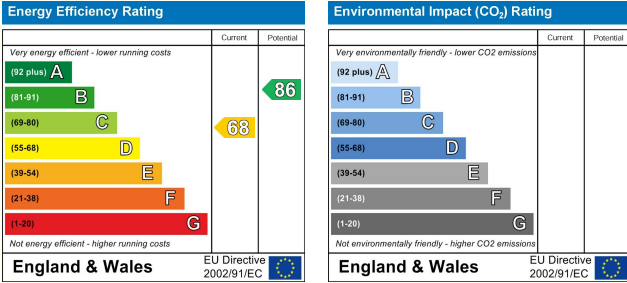 Energy Efficiency Rating
Current Potential
Very energy efficient - lower running costs
(92 plus) A
(81-91) B
86
(69-80) C
68
(55-68) D
(39-54) E
(21-38) F
(1-20) G
Not energy efficient - higher running costs
England & Wales
EU Directive
2002/91/EC
Environmental Impact (CO₂) Rating
Current Potential
Very environmentally friendly - lower CO2 emissions
(92 plus) A
(81-91) B
(69-80) C
(55-68) D
(39-54) E
(21-38) F
(1-20) G
Not environmentally friendly - higher CO2 emissions
England & Wales
EU Directive
2002/91/EC